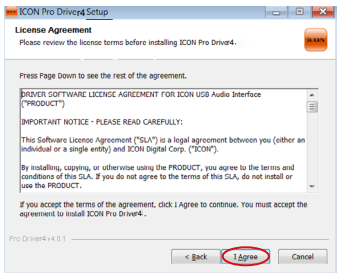 ICON Pro Driver4 Setup
License Agreement
Please review the license terms before installing ICON Pro Driver4.
ICON
Press Page Down to see the rest of the agreement.
DRIVER SOFTWARE LICENSE AGREEMENT FOR ICON USB Audio Interface
("PRODUCT")
IMPORTANT NOTICE - PLEASE READ CAREFULLY:
This Software License Agreement ("SLA") is a legal agreement between you (either an
individual or a single entity) and ICON Digital Corp. ("ICON").
By installing, copying, or otherwise using the PRODUCT, you agree to the terms and
conditions of this SLA. If you do not agree to the terms of this SLA, do not install or
use the PRODUCT.
If you accept the terms of the agreement, click I Agree to continue. You must accept the
agreement to install ICON Pro Driver4.
Pro Driver4 v4.0.1
< Back
I Agree
Cancel